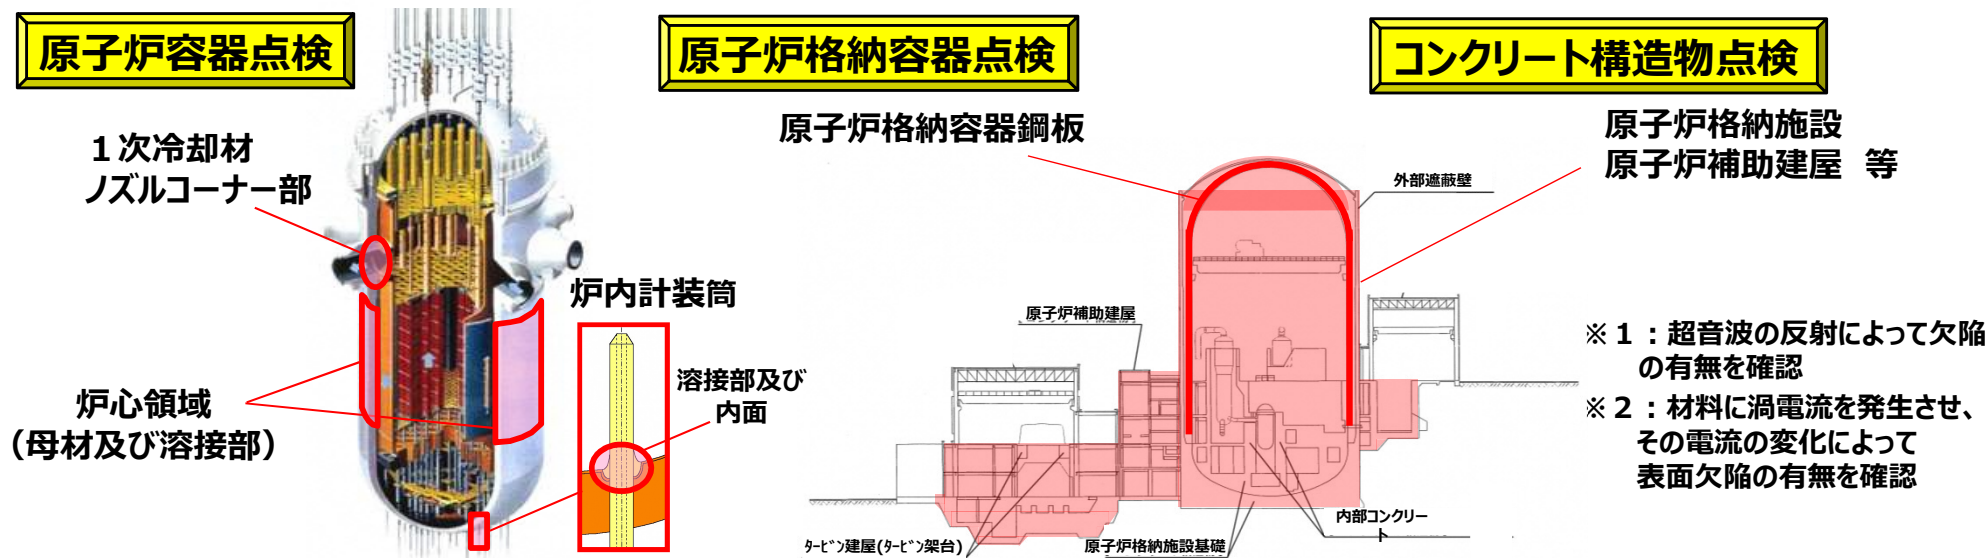 原子炉容器点検
１次冷却材
ノズルコーナー部
炉心領域
（母材及び溶接部）
炉内計装筒
溶接部及び
内面
原子炉格納容器点検
原子炉格納容器鋼板
原子炉補助建屋
外部遮蔽壁
ﾀｰﾋﾞﾝ建屋(ﾀｰﾋﾞﾝ架台)
原子炉格納施設基礎
内部コンクリー
ト
コンクリート構造物点検
原子炉格納施設
原子炉補助建屋 等
※１：超音波の反射によって欠陥
の有無を確認
※２：材料に渦電流を発生させ、
その電流の変化によって
表面欠陥の有無を確認